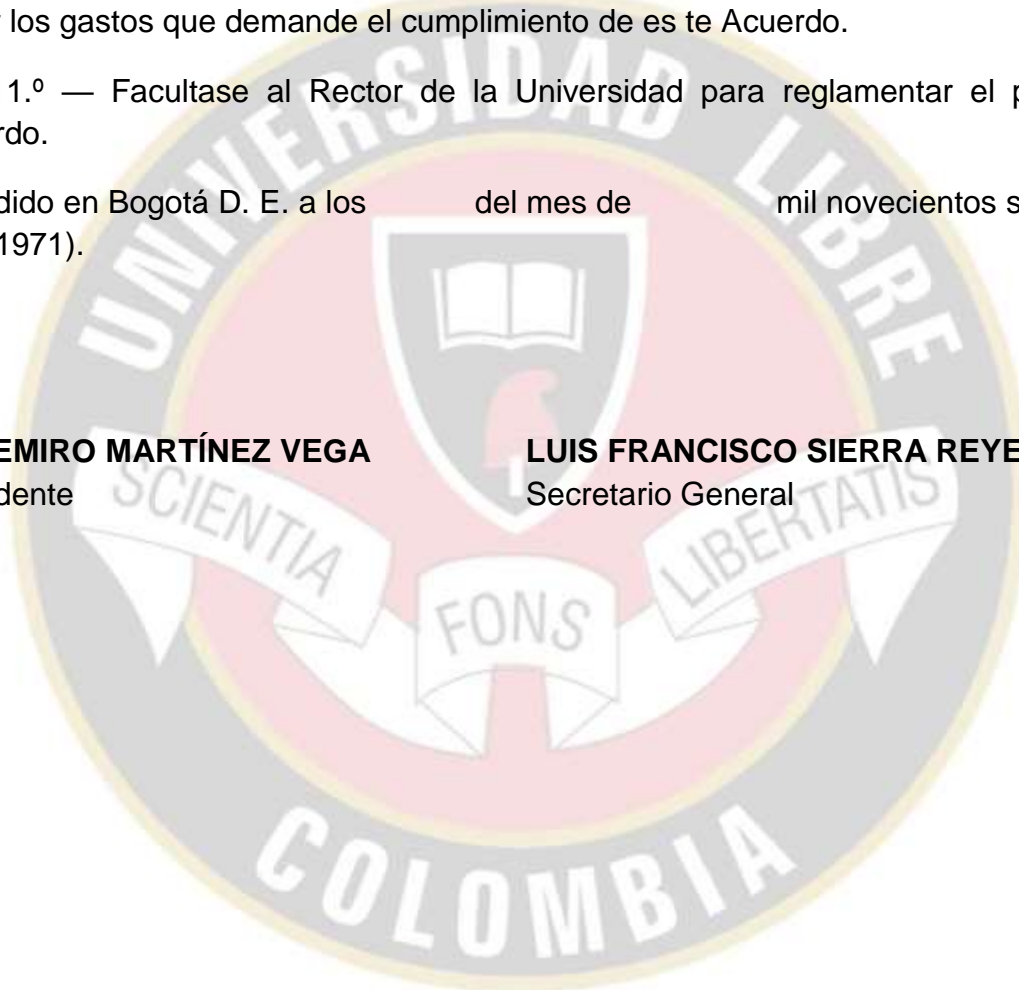 los gastos que demande el cumplimiento de es te Acuerdo.
1.º — Facultase al Rector de la Universidad para reglamentar el p
rdo.
dido en Bogotá D. E. a los del mes de mil novecientos s
1971).
EMIRO MARTÍNEZ VEGA LUIS FRANCISCO SIERRA REYE
dente Secretario General
UNIVERSIDAD LIBRE
SCIENTIA FONS LIBERTATIS
COLOMBIA